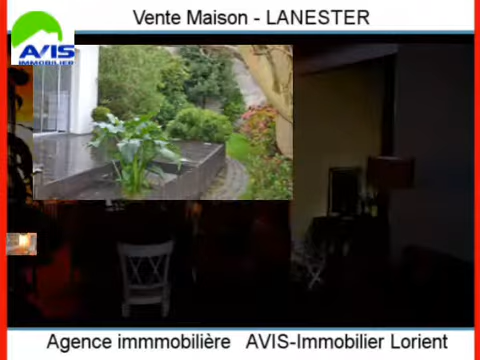 Vente Maison - LANESTER
AVIS
IMMOBILIER
Agence immmobilière AVIS-Immobilier Lorient